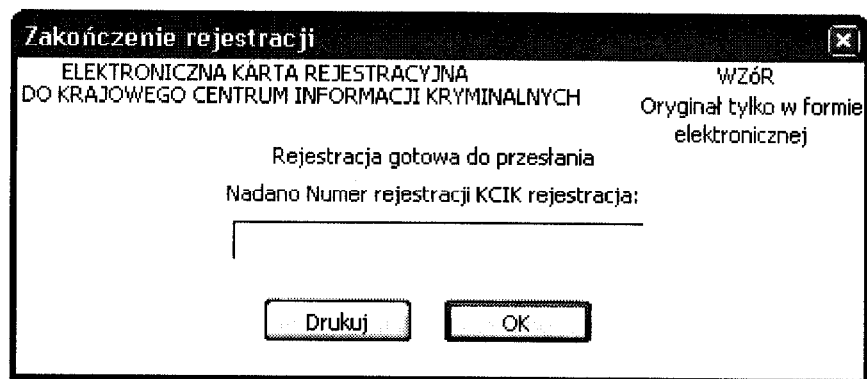 Zakończenie rejestracji
ELEKTRONICZNA KARTA REJESTRACYJNA
DO KRAJOWEGO CENTRUM INFORMACJI KRYMINALNYCH
WZóR
Oryginał tylko w formie
elektronicznej
Rejestracja gotowa do przesłania
Nadano Numer rejestracji KCIK rejestracja:
Drukuj
OK